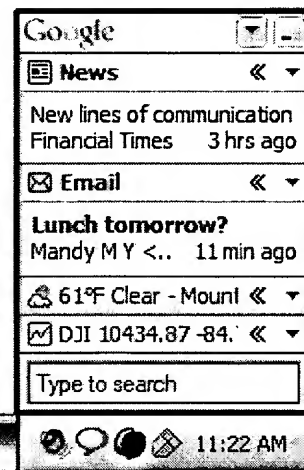 Google
News «
New lines of communication
Financial Times 3 hrs ago
Email «
Lunch tomorrow?
Mandy M Y <.. 11 min ago
61°F Clear - Mount «
DJI 10434.87 -84. «
Type to search
11:22 AM